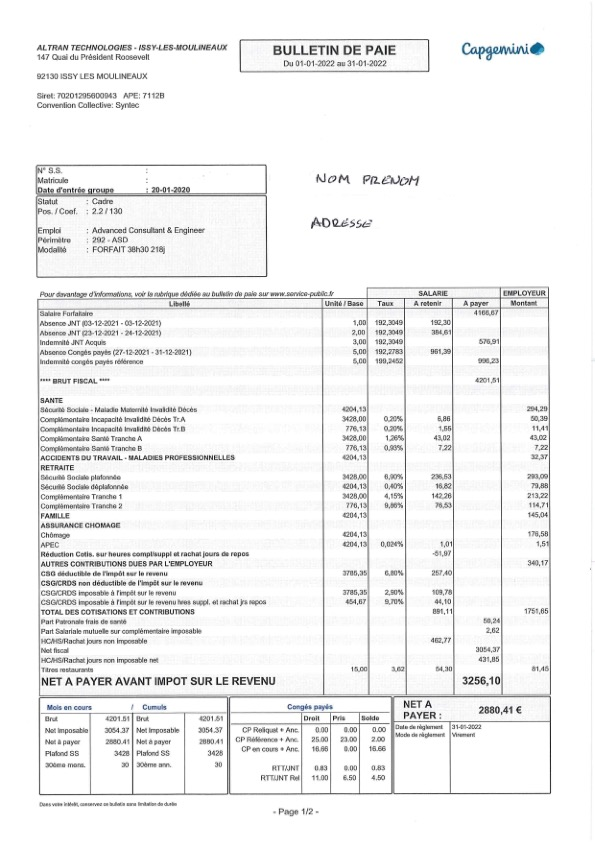 ALTRAN TECHNOLOGIES - ISSY-LES-MOULINEAUX
147 Quai du Président Roosevelt
92130 ISSY LES MOULINEAUX
Siret: 70201295600943 APE: 7112B
Convention Collective: Syntec
BULLETIN DE PAIE
Du 01-01-2022 au 31-01-2022
Capgemini
N° S.S. :
Matricule :
Date d'entrée groupe : 20-01-2020
Statut : Cadre
Pos. / Coef. : 2.2 / 130
Emploi : Advanced Consultant & Engineer
Périmètre : 292 - ASD
Modalité : FORFAIT 38h30 218j
NOM PRENOM
ADRESSE
Pour davantage d'informations, voir la rubrique dédiée au bulletin de paie sur www.service-public.fr SALARIE EMPLOYEUR
Libellé Unité / Base Taux A retenir A payer Montant
Salaire Forfaitaire 4166,67
Absence JNT (03-12-2021 - 03-12-2021) 1,00 192,3049 192,30
Absence JNT (23-12-2021 - 24-12-2021) 2,00 192,3049 384,61
Indemnité JNT Acquis 3,00 192,3049 576,91
Absence Congés payés (27-12-2021 - 31-12-2021) 5,00 192,2783 961,39
Indemnité congés payés référence 5,00 199,2452 996,23
**** BRUT FISCAL **** 4201,51
SANTE
Sécurité Sociale - Maladie Maternité Invalidité Décès 4204,13 294,29
Complémentaire Incapacité Invalidité Décès Tr.A 3428,00 0,20% 6,86 50,39
Complémentaire Incapacité Invalidité Décès Tr.B 776,13 0,20% 1,55 11,41
Complémentaire Santé Tranche A 3428,00 1,26% 43,02 43,02
Complémentaire Santé Tranche B 776,13 0,93% 7,22 7,22
ACCIDENTS DU TRAVAIL - MALADIES PROFESSIONNELLES 4204,13 32,37
RETRAITE
Sécurité Sociale plafonnée 3428,00 6,90% 236,53 293,09
Sécurité Sociale déplafonnée 4204,13 0,40% 16,82 79,88
Complémentaire Tranche 1 3428,00 4,15% 142,26 213,22
Complémentaire Tranche 2 776,13 9,86% 76,53 114,71
FAMILLE 4204,13 145,04
ASSURANCE CHOMAGE
Chômage 4204,13 176,58
APEC 4204,13 0,024% 1,01 1,51
Réduction Cotis. sur heures compl/suppl et rachat jours de repos -51,97
AUTRES CONTRIBUTIONS DUES PAR L'EMPLOYEUR 340,17
CSG déductible de l'impôt sur le revenu 3785,35 6,80% 257,40
CSG/CRDS non déductible de l'impôt sur le revenu
CSG/CRDS imposable à l'impôt sur le revenu 3785,35 2,90% 109,78
CSG/CRDS imposable à l'impôt sur le revenu hres suppl. et rachat jrs repos 454,67 9,70% 44,10
TOTAL DES COTISATIONS ET CONTRIBUTIONS 891,11 1751,65
Part Patronale frais de santé 58,24
Part Salariale mutuelle sur complémentaire imposable 2,62
HC/HS/Rachat jours non imposable 462,77
Net fiscal 3054,37
HC/HS/Rachat jours non imposable net 431,85
Titres restaurants 15,00 3,62 54,30 81,45
NET A PAYER AVANT IMPOT SUR LE REVENU 3256,10
Mois en cours / Cumuls
Brut 4201.51 Brut 4201.51
Net Imposable 3054.37 Net Imposable 3054.37
Net à payer 2880.41 Net à payer 2880.41
Plafond SS 3428 Plafond SS 3428
30ème mens. 30 30ème ann. 30
Congés payés
Droit Pris Solde
CP Reliquat + Anc. 0.00 0.00 0.00
CP Référence + Anc. 25.00 23.00 2.00
CP en cours + Anc. 16.66 0.00 16.66
RTT/JNT 0.83 0.00 0.83
RTT/JNT Rel 11.00 6.50 4.50
NET A PAYER : 2880,41 €
Date de règlement 31-01-2022
Mode de règlement Virement
Dans votre intérêt, conservez ce bulletin sans limitation de durée
- Page 1/2 -